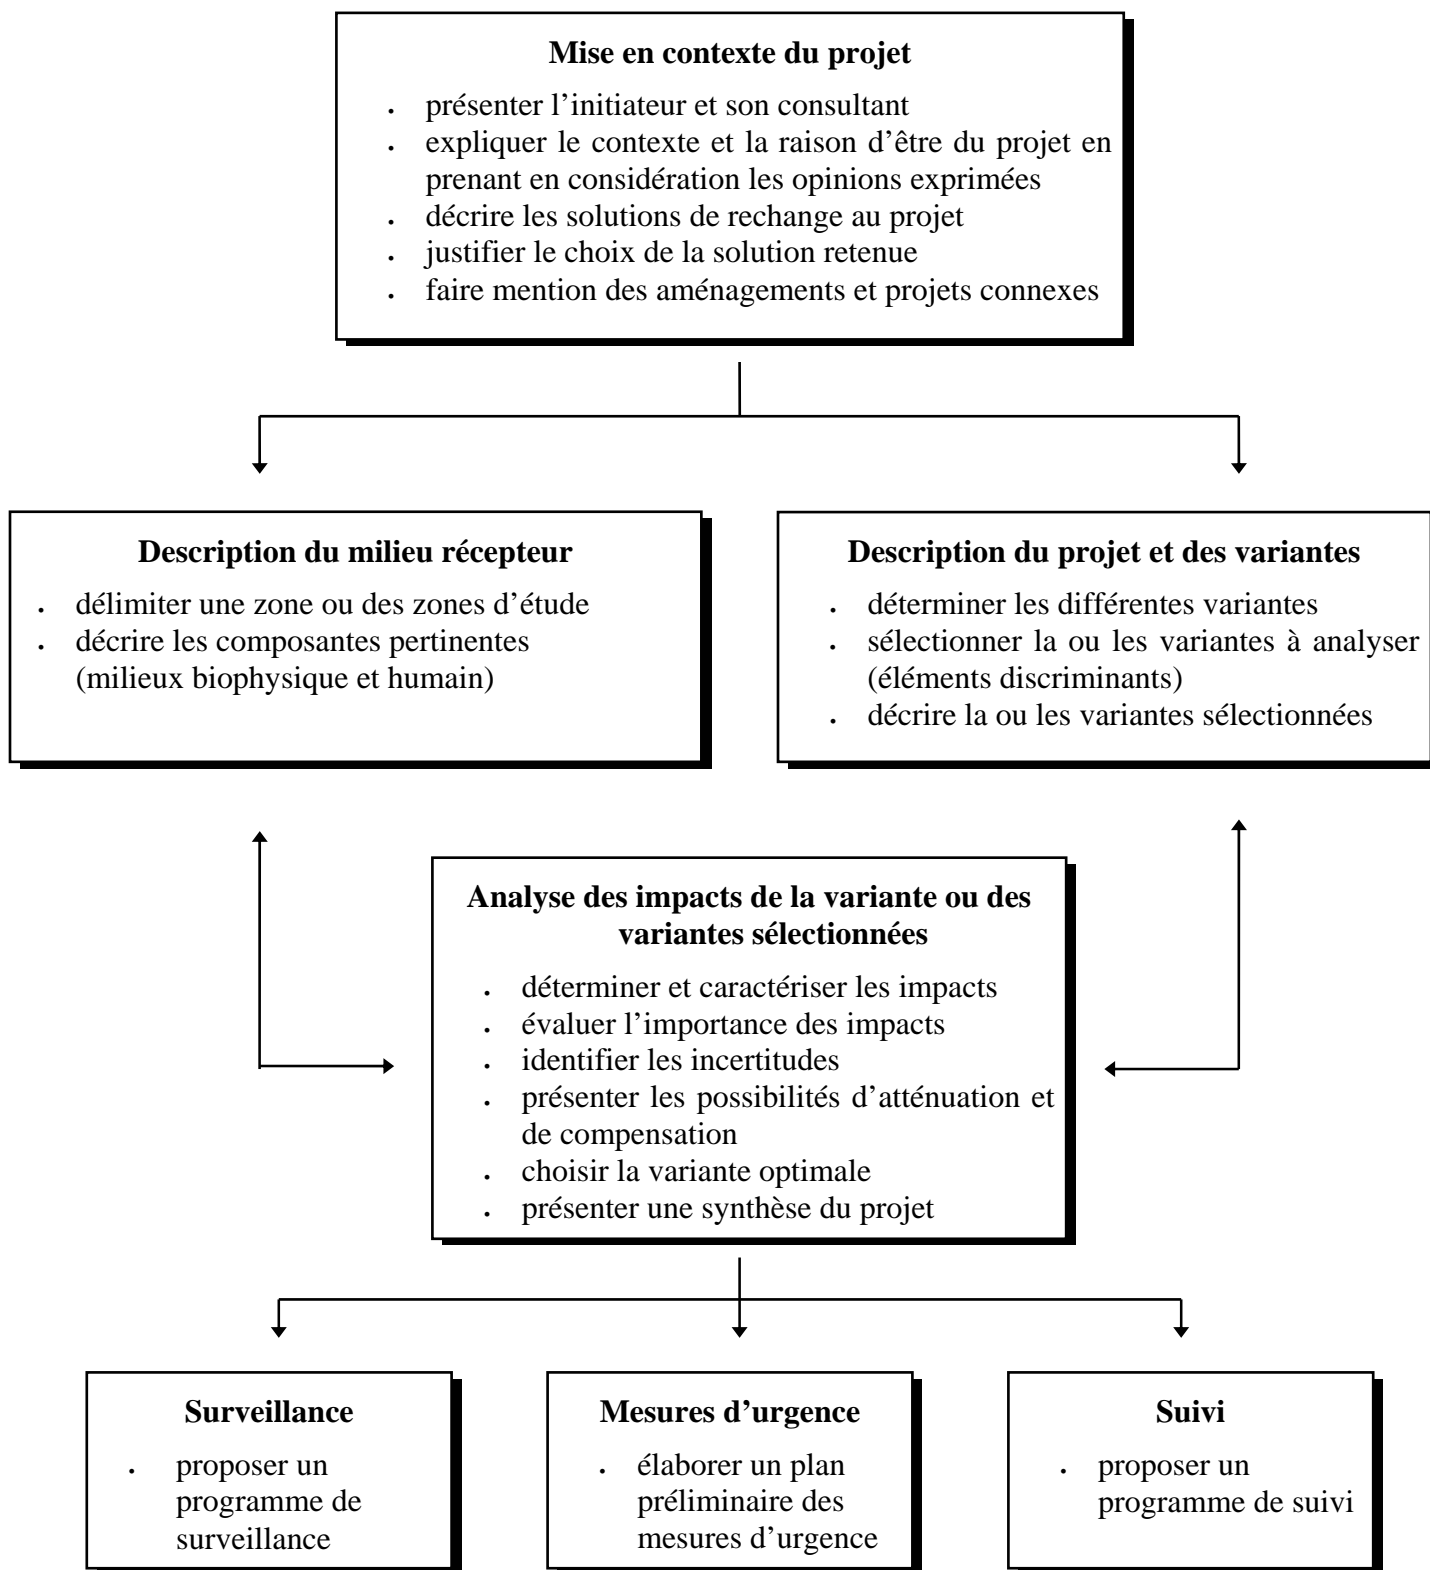 Mise en contexte du projet
. présenter l’initiateur et son consultant
. expliquer le contexte et la raison d’être du projet en
prenant en considération les opinions exprimées
. décrire les solutions de rechange au projet
. justifier le choix de la solution retenue
. faire mention des aménagements et projets connexes
Description du milieu récepteur
. délimiter une zone ou des zones d’étude
. décrire les composantes pertinentes
(milieux biophysique et humain)
Description du projet et des variantes
. déterminer les différentes variantes
. sélectionner la ou les variantes à analyser
(éléments discriminants)
. décrire la ou les variantes sélectionnées
Analyse des impacts de la variante ou des
variantes sélectionnées
. déterminer et caractériser les impacts
. évaluer l’importance des impacts
. identifier les incertitudes
. présenter les possibilités d’atténuation et
de compensation
. choisir la variante optimale
. présenter une synthèse du projet
Surveillance
. proposer un
programme de
surveillance
Mesures d’urgence
. élaborer un plan
préliminaire des
mesures d’urgence
Suivi
. proposer un
programme de suivi